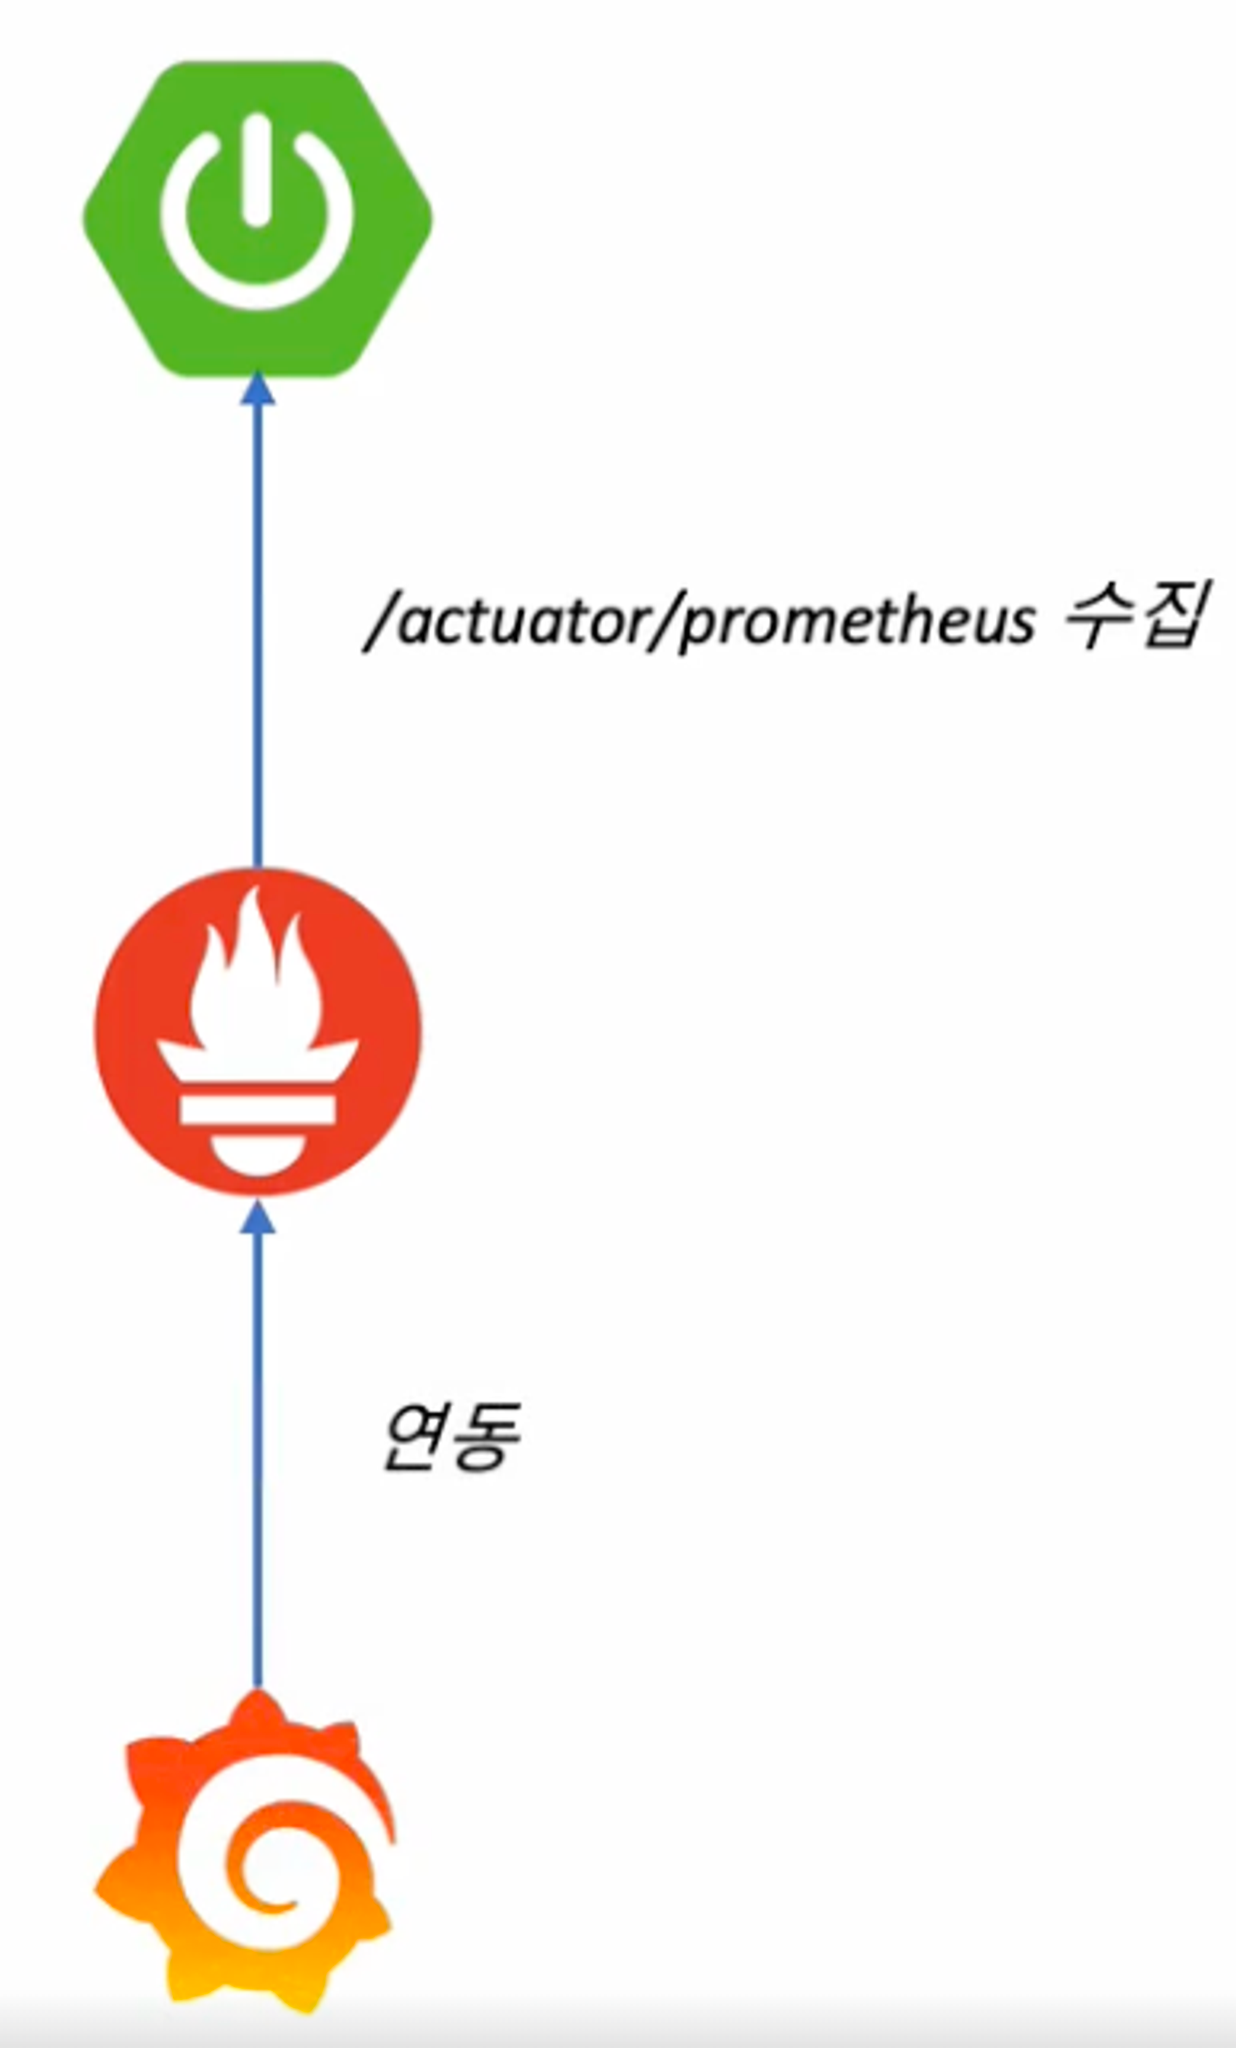 /actuator/prometheus 수집
연동